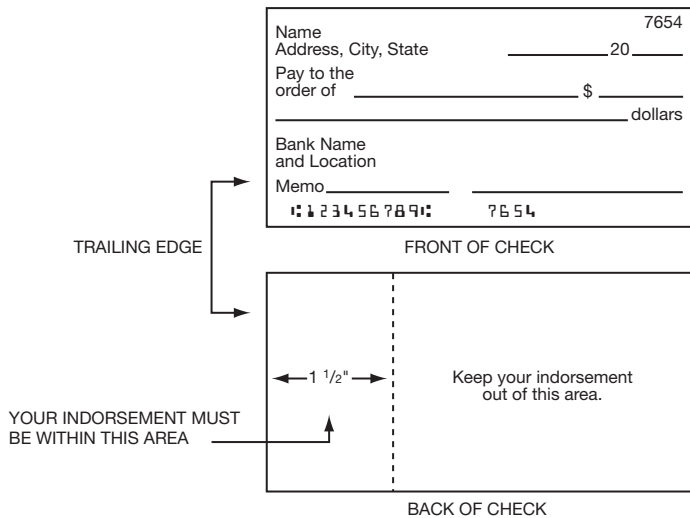 7654
Name
Address, City, State 20
Pay to the
order of $
dollars
Bank Name
and Location
Memo
⑆123456789⑆ 7654
TRAILING EDGE
FRONT OF CHECK
1 1/2"
Keep your indorsement
out of this area.
YOUR INDORSEMENT MUST
BE WITHIN THIS AREA
BACK OF CHECK